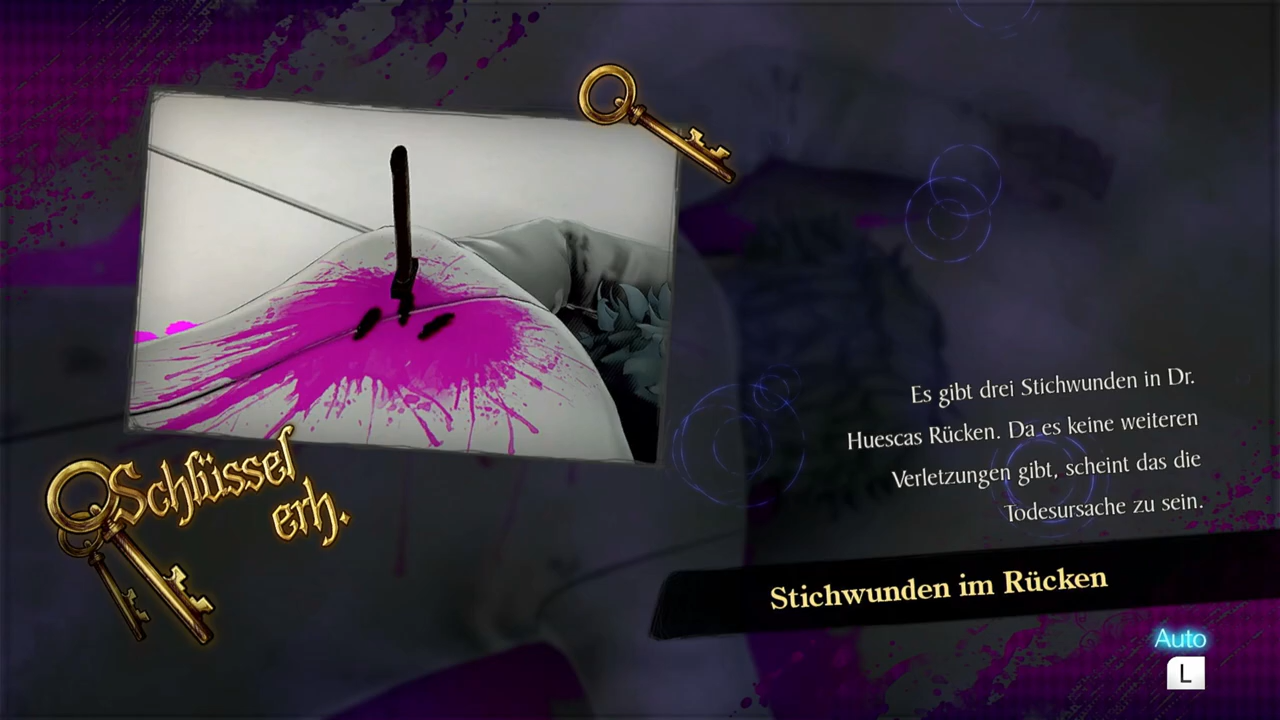 Es gibt drei Stichwunden in Dr.
Huescas Rücken. Da es keine weiteren
Verletzungen gibt, scheint das die
Todesursache zu sein.
Schlüssel
erh.
Stichwunden im Rücken
Auto
L